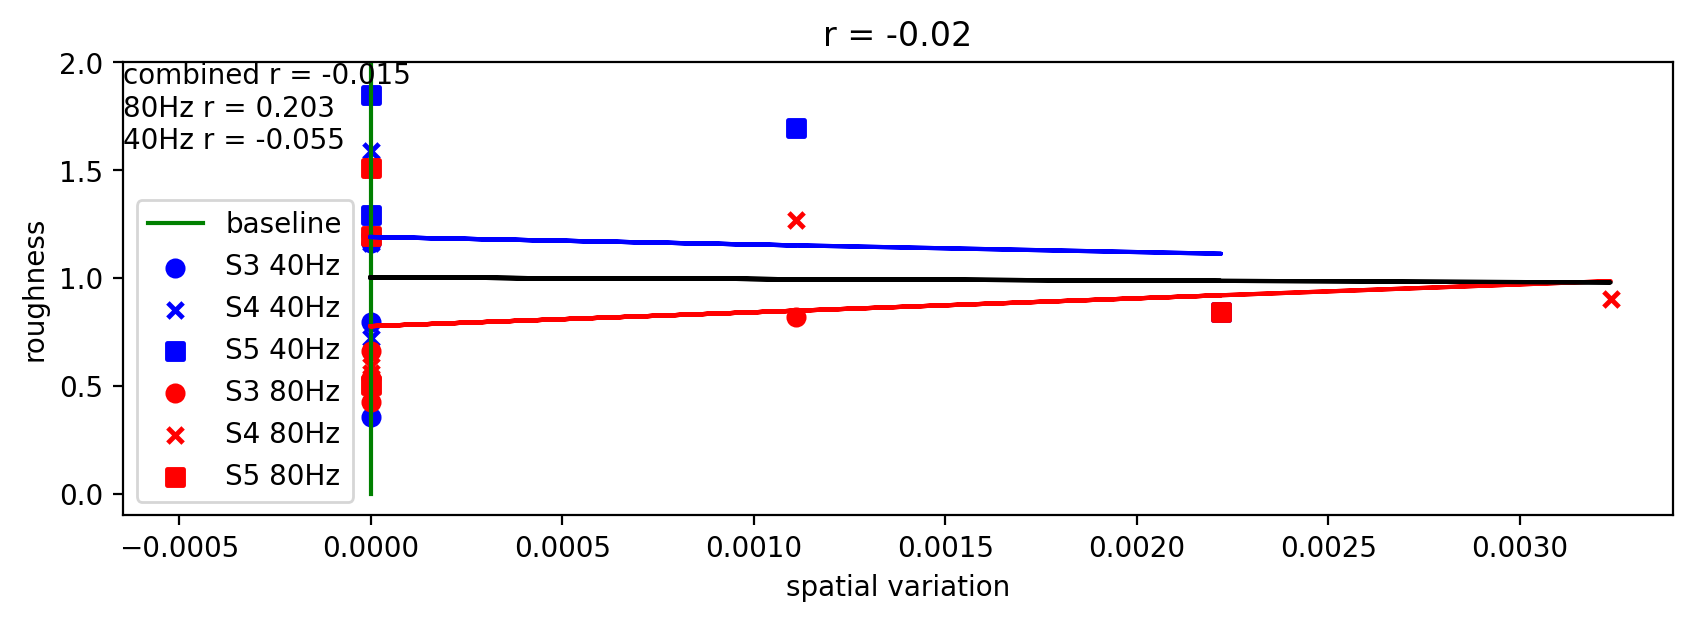 r = -0.02
combined r = -0.015
80Hz r = 0.203
40Hz r = -0.055
2.0
1.5
1.0
0.5
0.0
roughness
baseline
S3 40Hz
S4 40Hz
S5 40Hz
S3 80Hz
S4 80Hz
S5 80Hz
−0.0005 0.0000 0.0005 0.0010 0.0015 0.0020 0.0025 0.0030
spatial variation